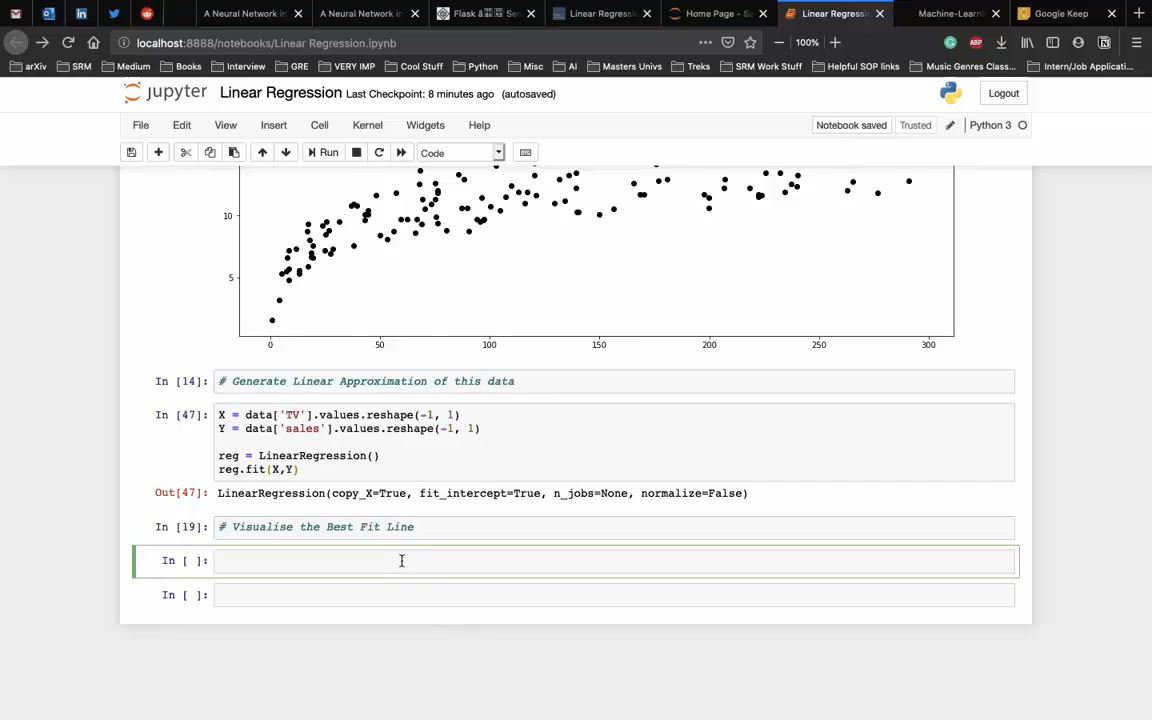 A Neural Network in
A Neural Network in
Flask â Se
Linear Regressi
Home Page - Se
Linear Regressi
Machine-Learni
Google Keep
localhost:8888/notebooks/Linear Regression.ipynb
100%
arXiv SRM Medium Books Interview GRE VERY IMP Cool Stuff Python Misc AI Masters Univs Treks SRM Work Stuff Helpful SOP links Music Genres Class... Intern/Job Applicati...
jupyter Linear Regression Last Checkpoint: 8 minutes ago (autosaved)
Logout
File Edit View Insert Cell Kernel Widgets Help
Notebook saved Trusted Python 3
Run Code
10
5
0 50 100 150 200 250 300
In [14]: # Generate Linear Approximation of this data
In [47]: X = data['TV'].values.reshape(-1, 1)
Y = data['sales'].values.reshape(-1, 1)
reg = LinearRegression()
reg.fit(X,Y)
Out[47]: LinearRegression(copy_X=True, fit_intercept=True, n_jobs=None, normalize=False)
In [19]: # Visualise the Best Fit Line
In [ ]:
In [ ]: